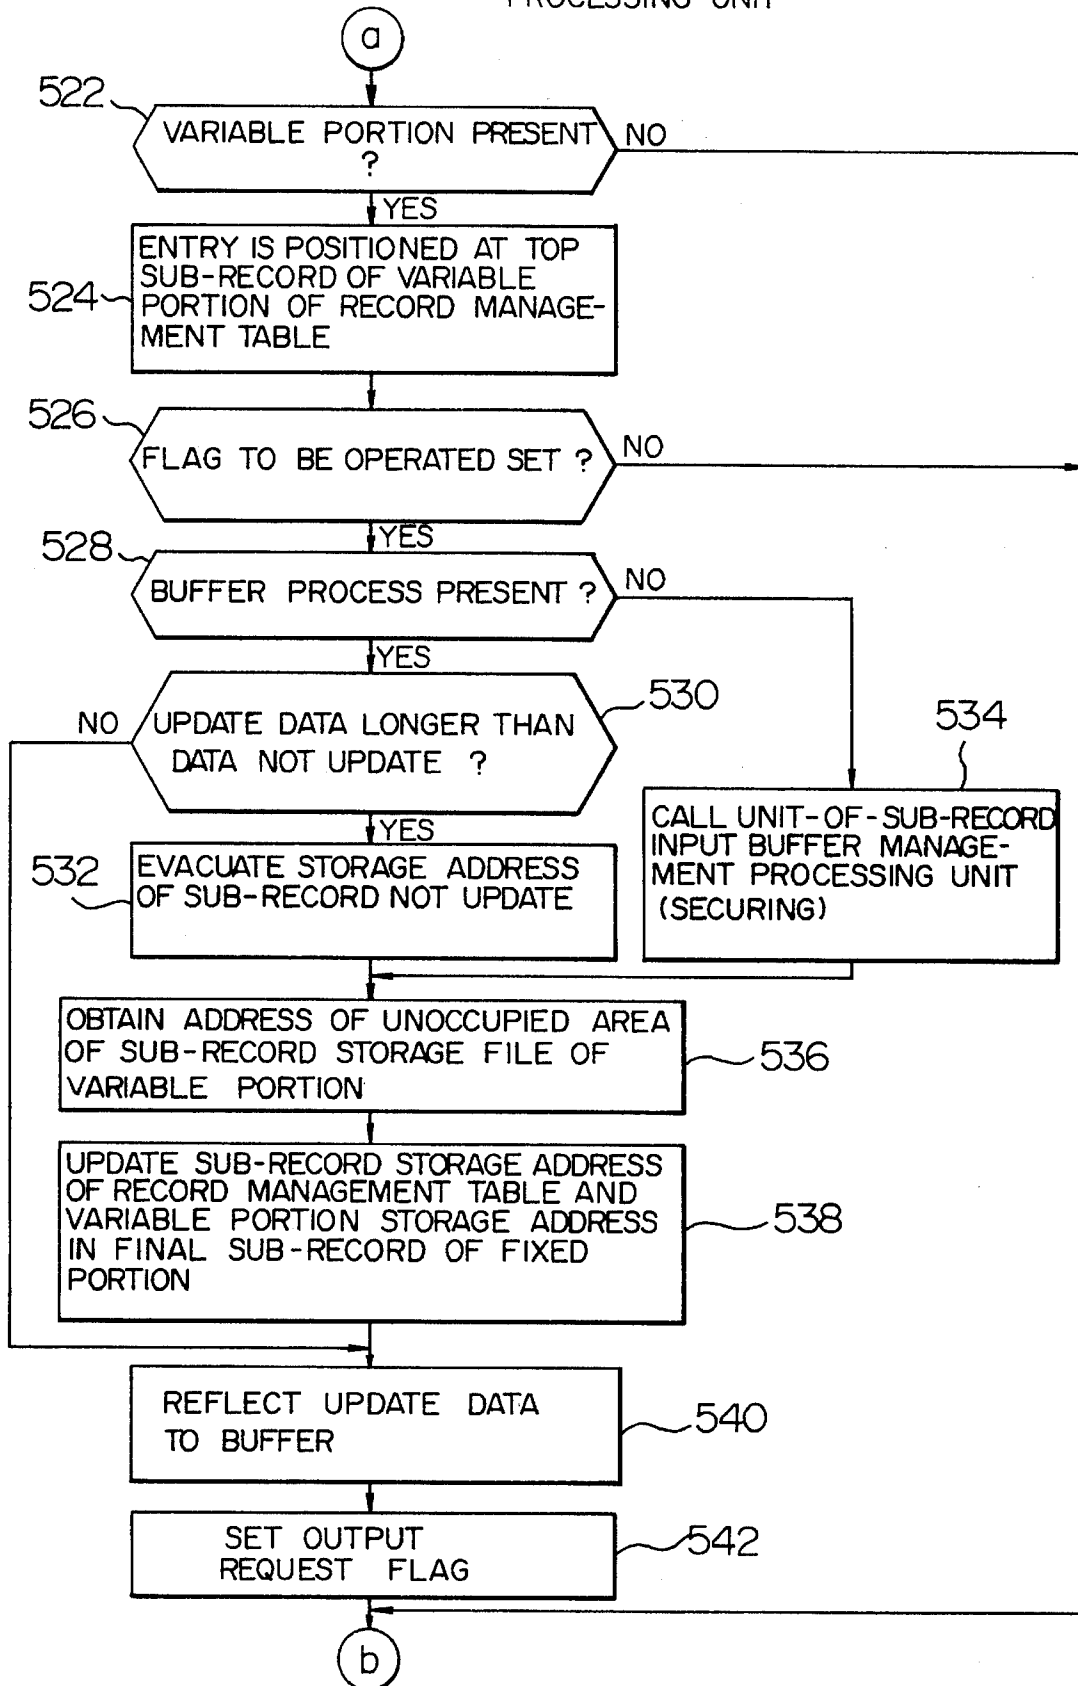 PROCESSING UNIT
a
522
VARIABLE PORTION PRESENT
?
NO
YES
524
ENTRY IS POSITIONED AT TOP
SUB-RECORD OF VARIABLE
PORTION OF RECORD MANAGE-
MENT TABLE
526
FLAG TO BE OPERATED SET ?
NO
YES
528
BUFFER PROCESS PRESENT ?
NO
YES
530
UPDATE DATA LONGER THAN
DATA NOT UPDATE ?
NO
YES
532
EVACUATE STORAGE ADDRESS
OF SUB-RECORD NOT UPDATE
534
CALL UNIT-OF-SUB-RECORD
INPUT BUFFER MANAGE-
MENT PROCESSING UNIT
(SECURING)
OBTAIN ADDRESS OF UNOCCUPIED AREA
OF SUB-RECORD STORAGE FILE OF
VARIABLE PORTION
536
UPDATE SUB-RECORD STORAGE ADDRESS
OF RECORD MANAGEMENT TABLE AND
VARIABLE PORTION STORAGE ADDRESS
IN FINAL SUB-RECORD OF FIXED
PORTION
538
REFLECT UPDATE DATA
TO BUFFER
540
SET OUTPUT
REQUEST FLAG
542
b